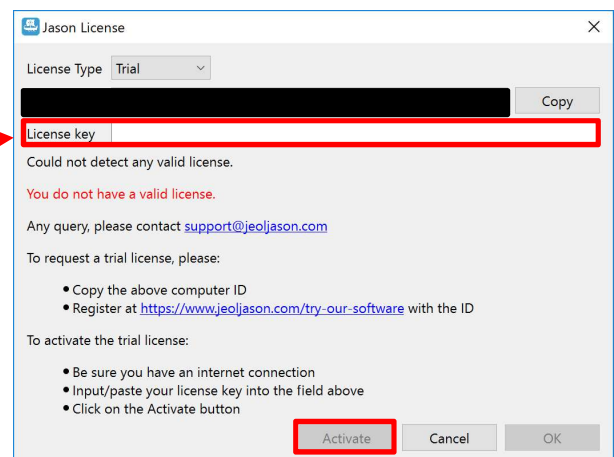 Jason License
License Type Trial
Copy
License key
Could not detect any valid license.
You do not have a valid license.
Any query, please contact support@jeoljason.com
To request a trial license, please:
• Copy the above computer ID
• Register at https://www.jeoljason.com/try-our-software with the ID
To activate the trial license:
• Be sure you have an internet connection
• Input/paste your license key into the field above
• Click on the Activate button
Activate Cancel OK